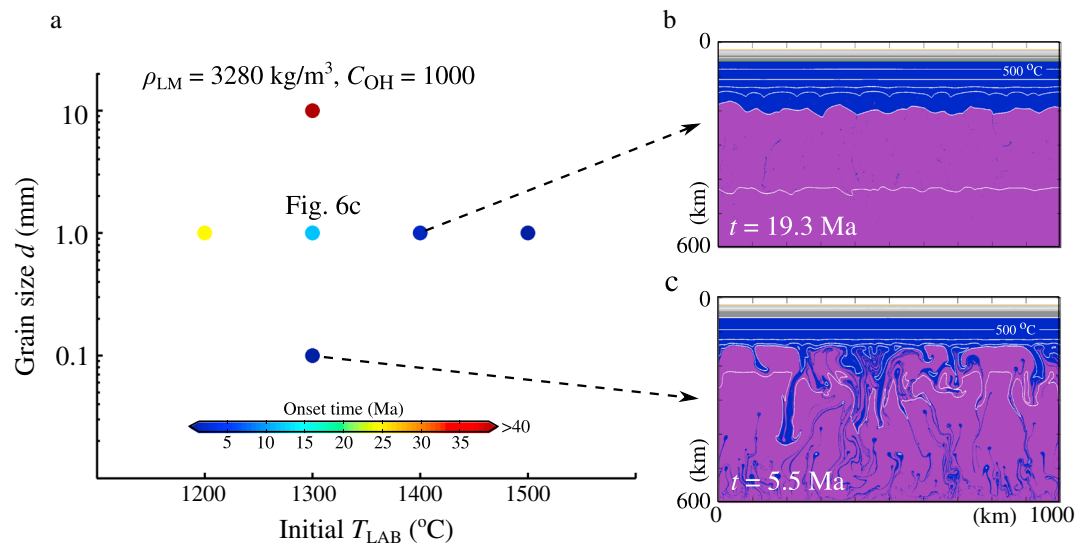 a
ρLM = 3280 kg/m³, COH = 1000
Grain size d (mm)
10
1.0
0.1
Fig. 6c
Onset time (Ma)
5 10 15 20 25 30 35 >40
1200 1300 1400 1500
Initial TLAB (ºC)
b
0
500 ºC
(km)
600
t = 19.3 Ma
c
0
500 ºC
(km)
600
t = 5.5 Ma
0 (km) 1000